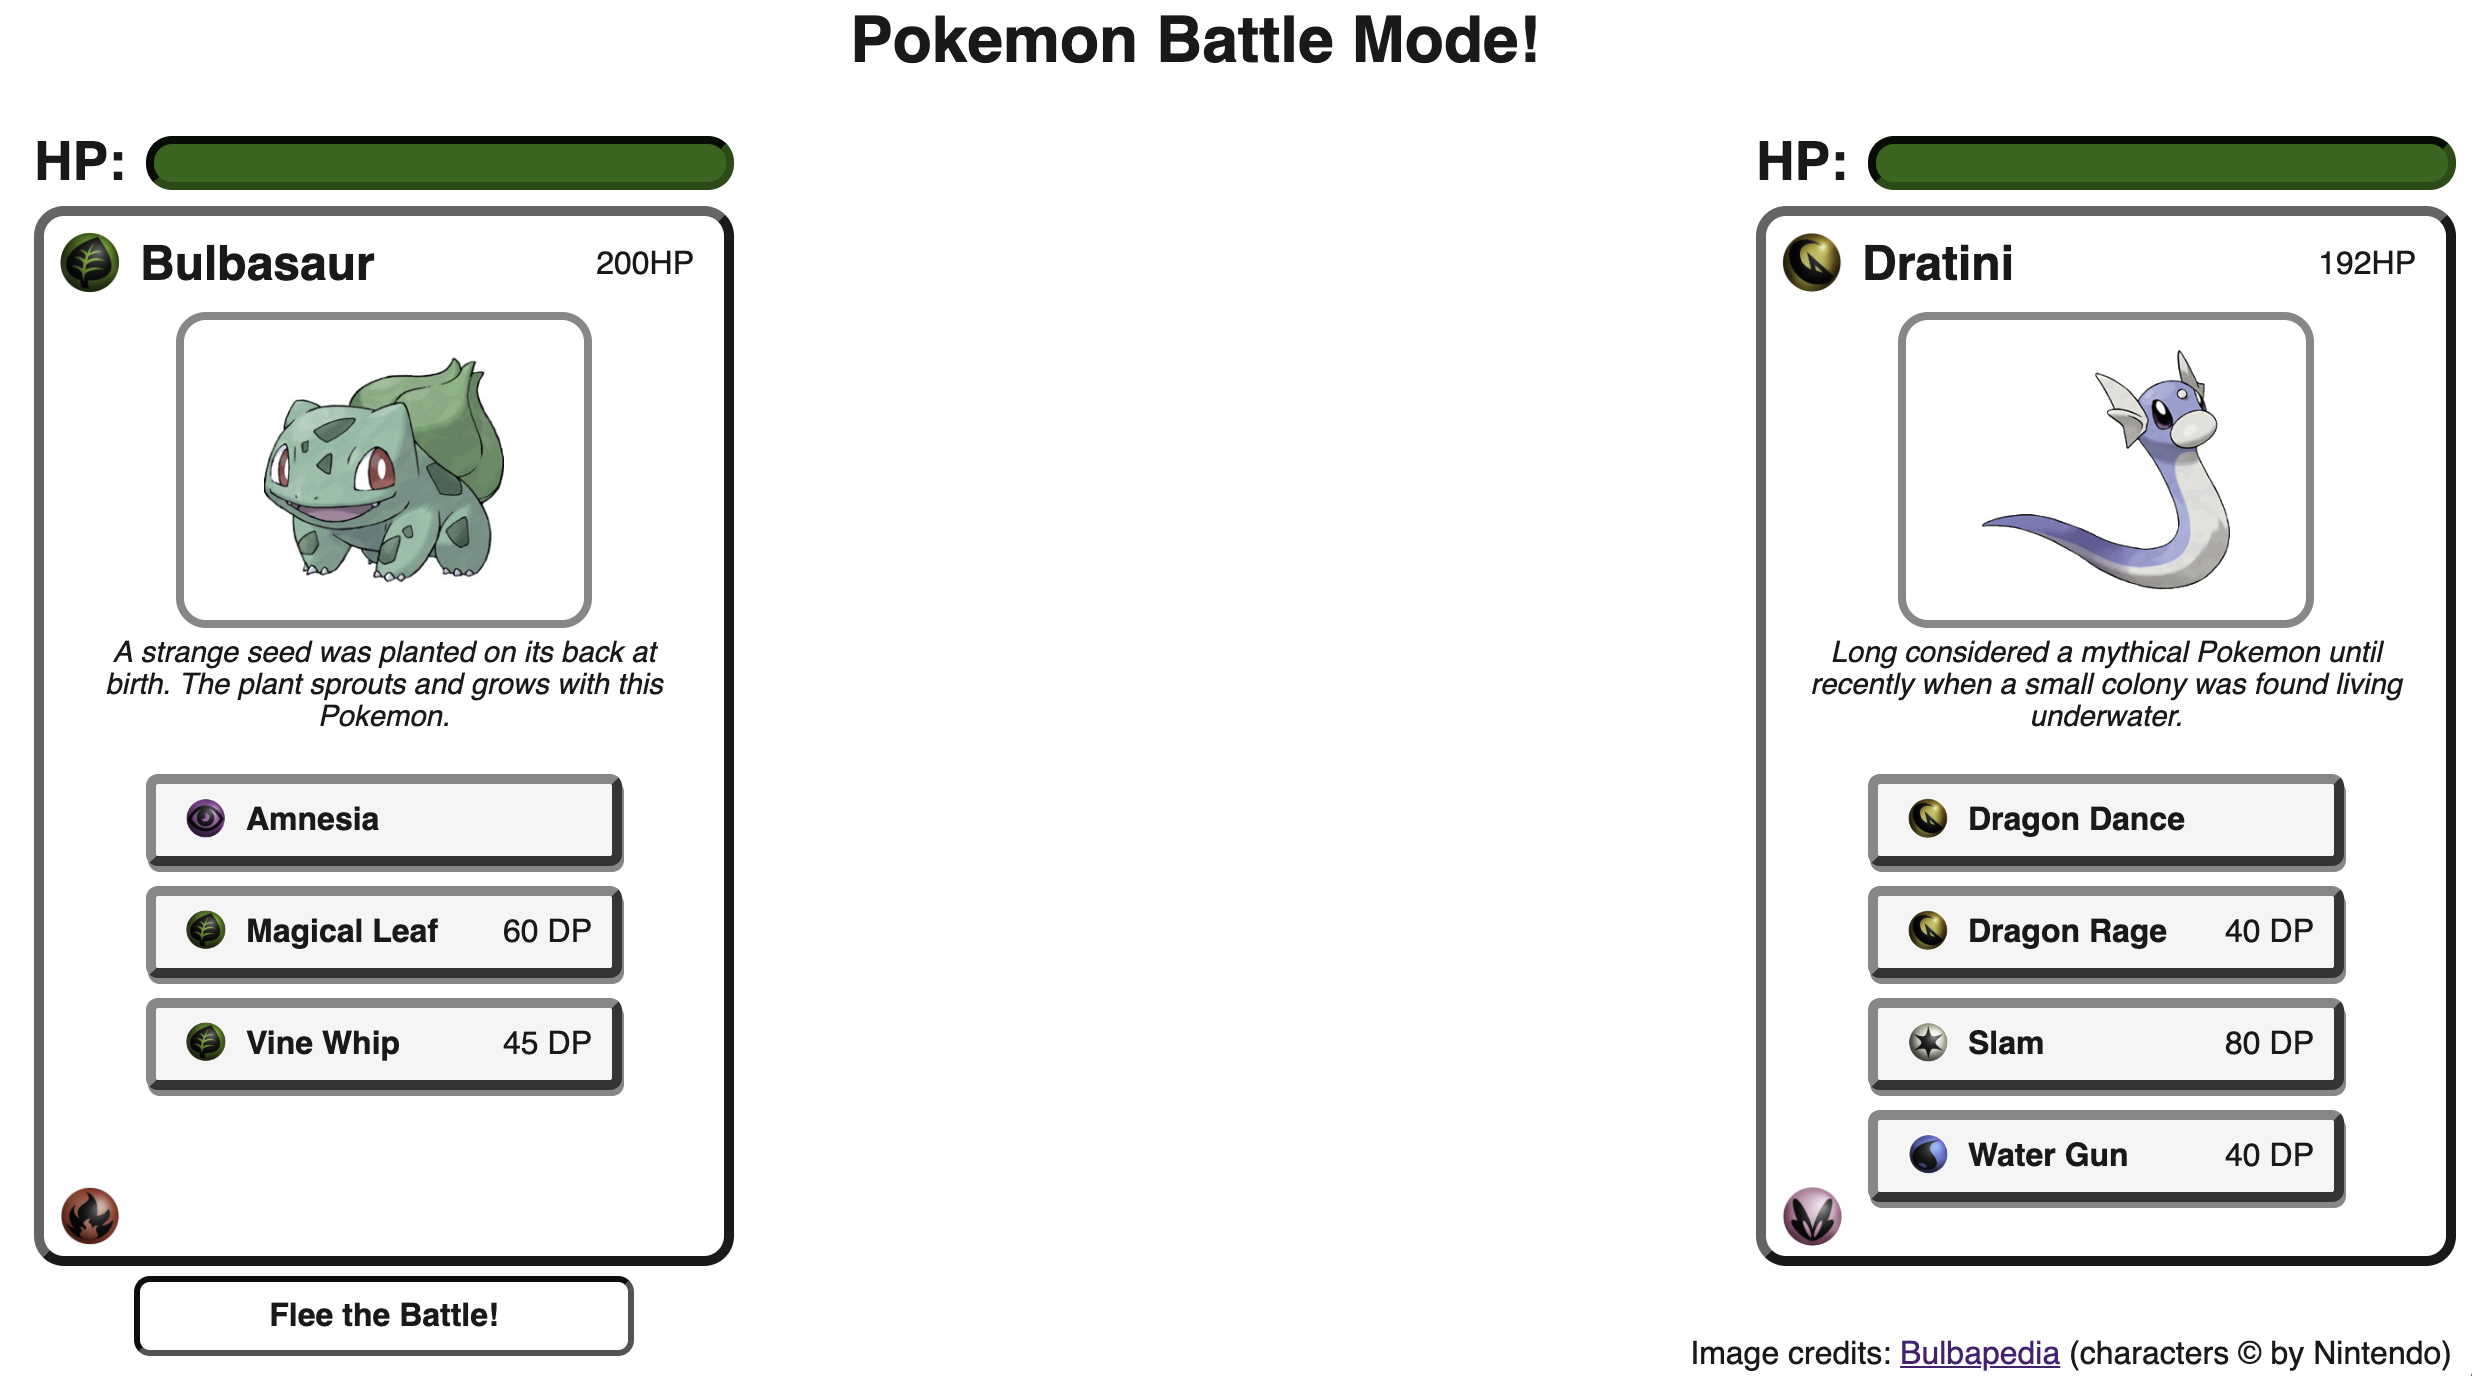 Pokemon Battle Mode!
HP:
Bulbasaur 200HP
A strange seed was planted on its back at
birth. The plant sprouts and grows with this
Pokemon.
Amnesia
Magical Leaf 60 DP
Vine Whip 45 DP
Flee the Battle!
HP:
Dratini 192HP
Long considered a mythical Pokemon until
recently when a small colony was found living
underwater.
Dragon Dance
Dragon Rage 40 DP
Slam 80 DP
Water Gun 40 DP
Image credits: Bulbapedia (characters © by Nintendo)